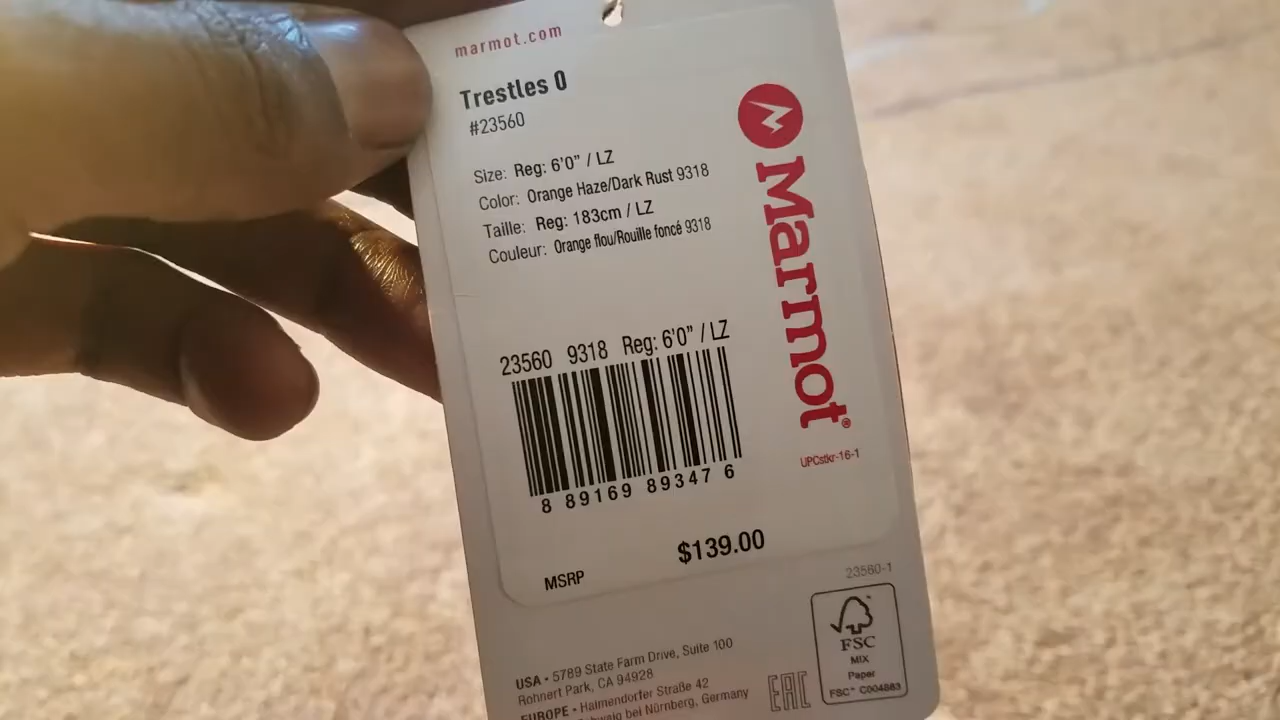 marmot.com
Trestles 0
#23560
Size: Reg: 6'0" / LZ
Color: Orange Haze/Dark Rust 9318
Taille: Reg: 183cm / LZ
Couleur: Orange flou/Rouille foncé 9318
Marmot®
23560 9318 Reg: 6'0" / LZ
8 89169 89347 6
UPCstkr-16-1
MSRP $139.00
23560-1
USA • 5789 State Farm Drive, Suite 100
Rohnert Park, CA 94928
EUROPE • Haimendorfer Straße 42
bei Nürnberg, Germany
EAC
FSC
MIX
Paper
FSC™ C004883